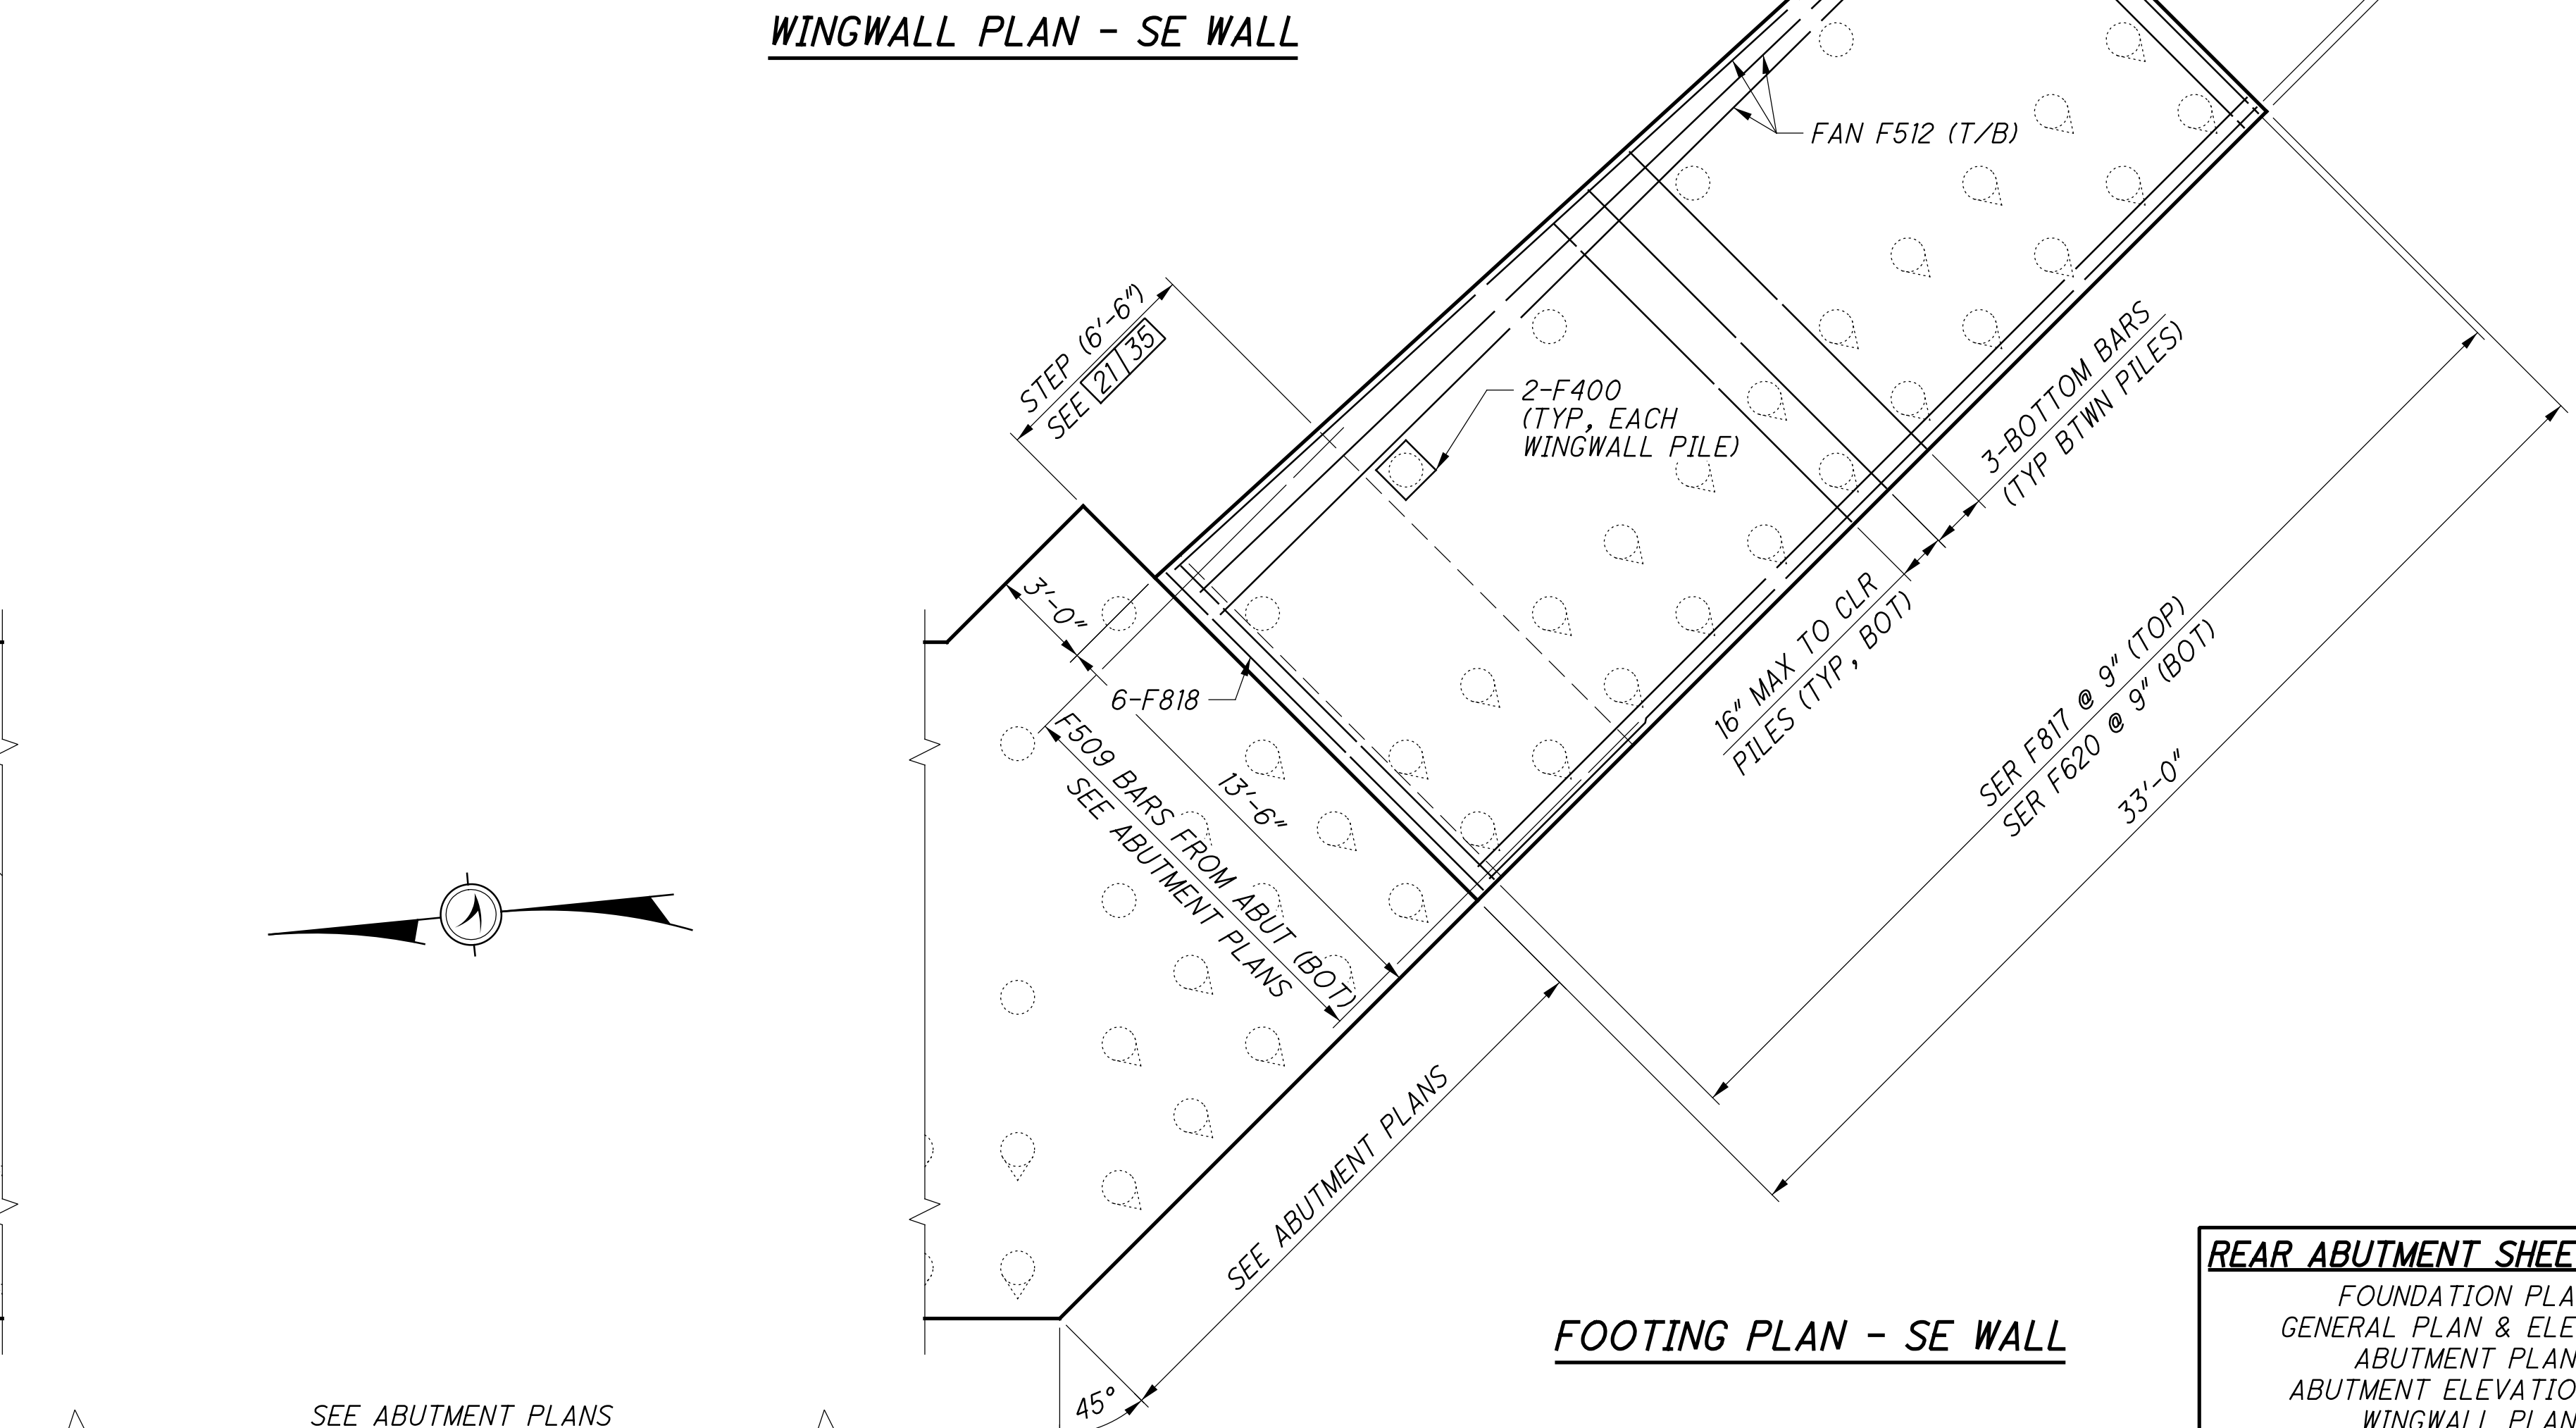 WINGWALL PLAN - SE WALL
FAN F512 (T/B)
STEP (6'-6")
SEE 21/35
2-F400
(TYP, EACH
WINGWALL PILE)
3-BOTTOM BARS
(TYP BTWN PILES)
3'-0"
6-F818
16" MAX TO CLR
PILES (TYP, BOT)
F509 BARS FROM ABUT (BOT)
SEE ABUTMENT PLANS
13'-6"
SER F817 @ 9" (TOP)
SER F620 @ 9" (BOT)
33'-0"
SEE ABUTMENT PLANS
FOOTING PLAN - SE WALL
45°
SEE ABUTMENT PLANS
REAR ABUTMENT SHEE
FOUNDATION PLA
GENERAL PLAN & ELE
ABUTMENT PLAN
ABUTMENT ELEVATIO
WINGWALL PLAN